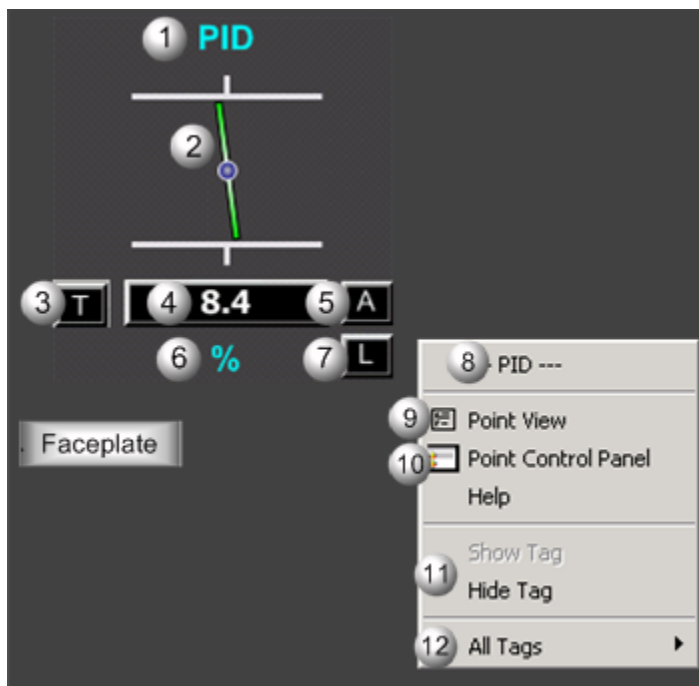 1 PID
2
3 T 4 8.4 5 A
6 % 7 L
8 - PID ---
9 Point View
Faceplate
10 Point Control Panel
Help
Show Tag
11
Hide Tag
12 All Tags